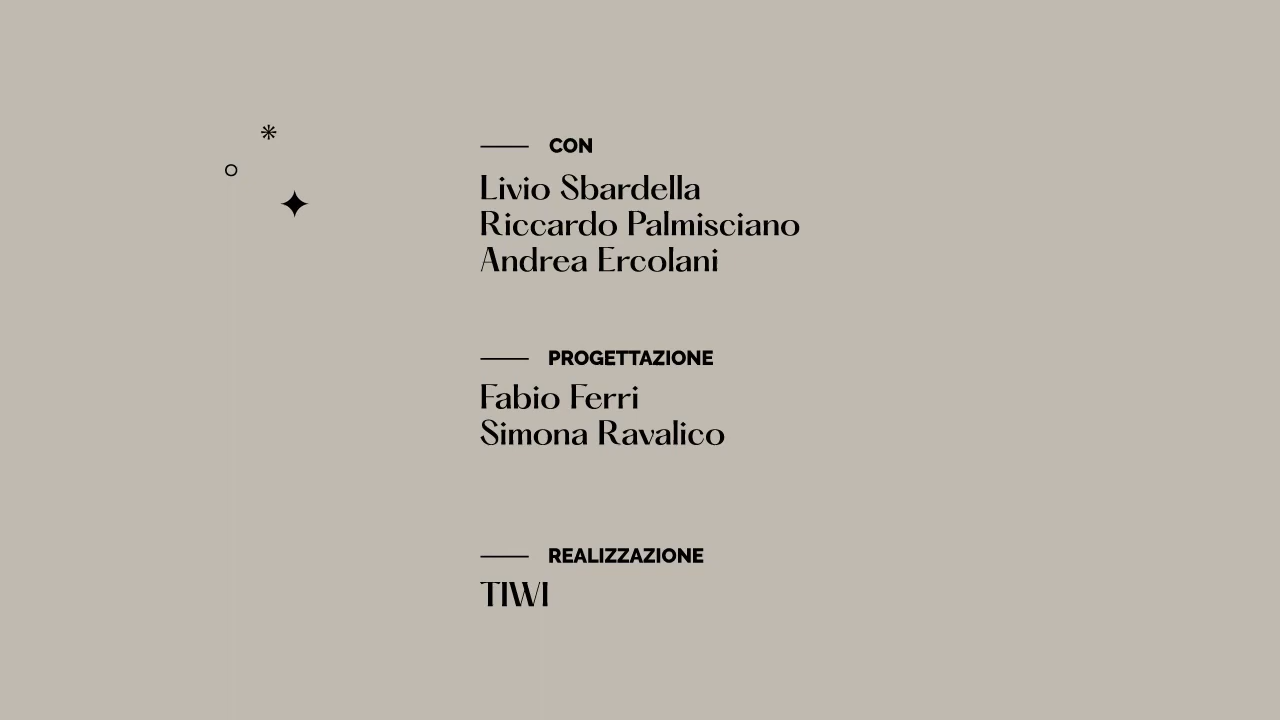 CON
Livio Sbardella
Riccardo Palmisciano
Andrea Ercolani
PROGETTAZIONE
Fabio Ferri
Simona Ravalico
REALIZZAZIONE
TIWI